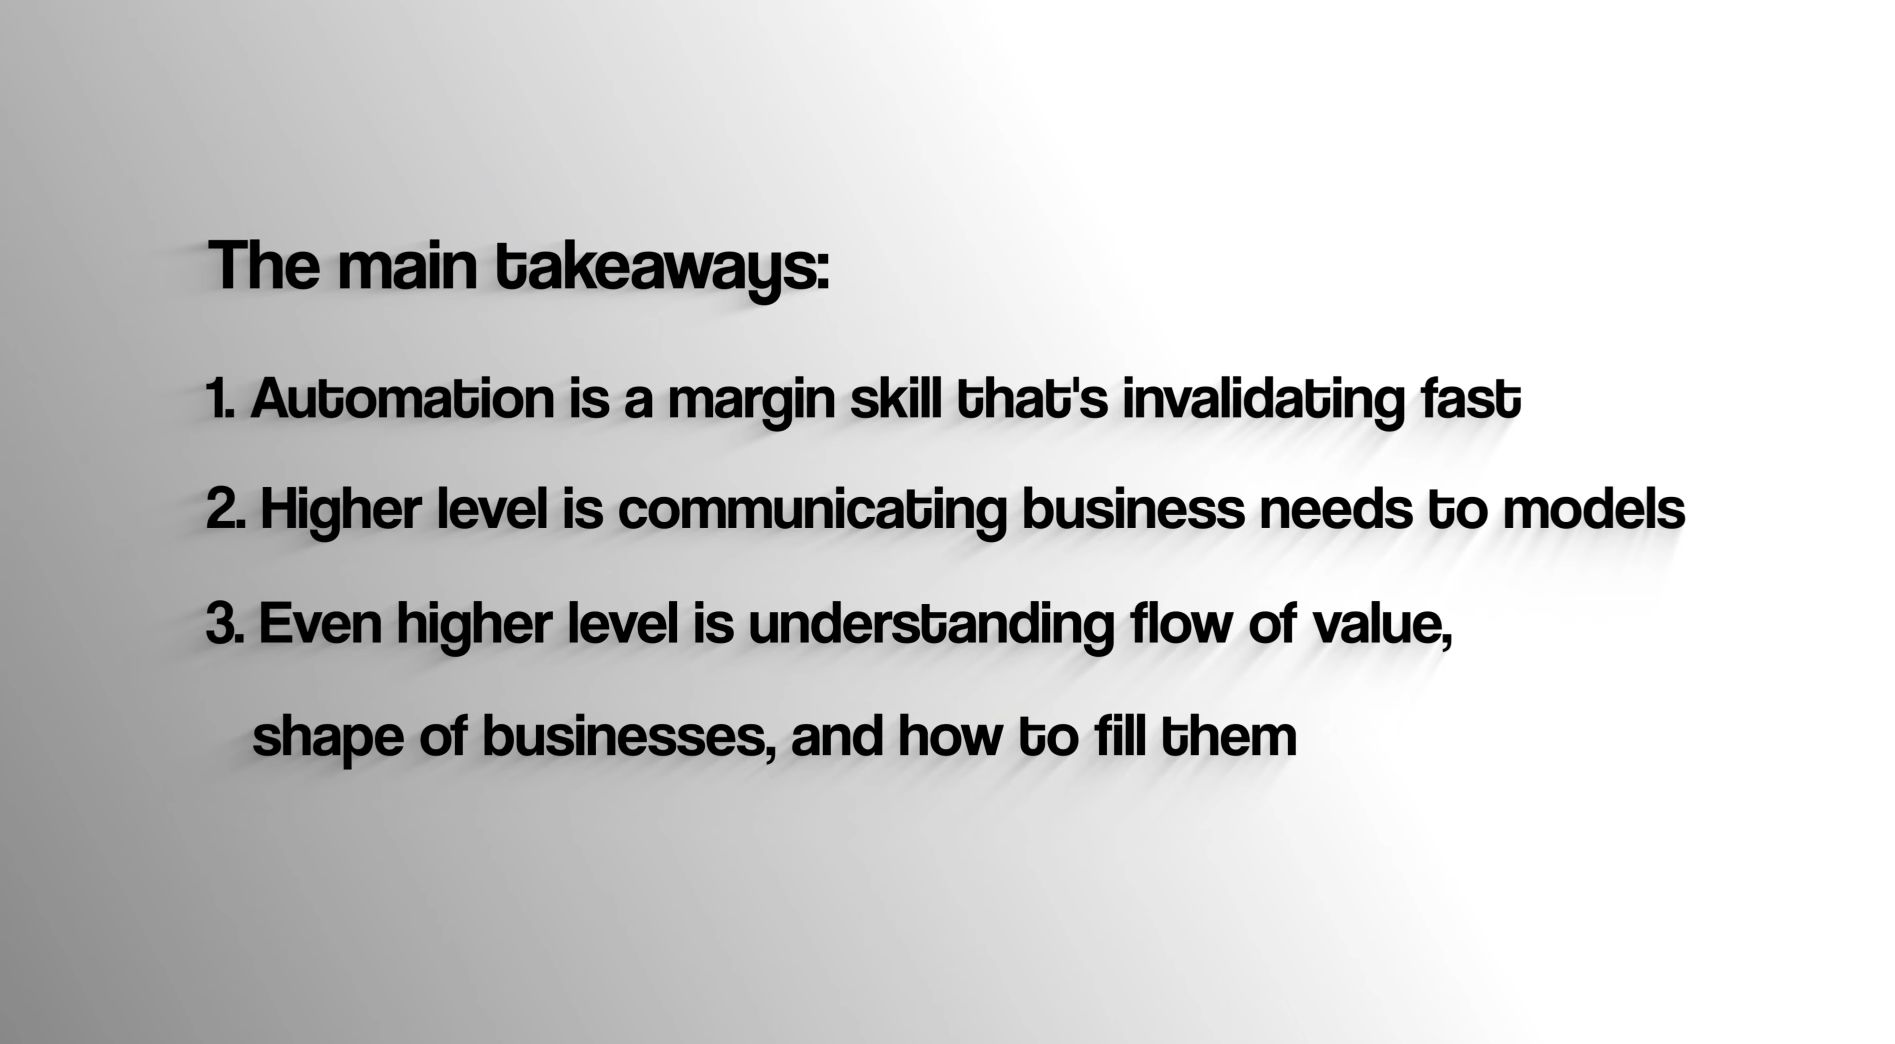 The main takeaways:
1. Automation is a margin skill that's invalidating fast
2. Higher level is communicating business needs to models
3. Even higher level is understanding flow of value,
shape of businesses, and how to fill them